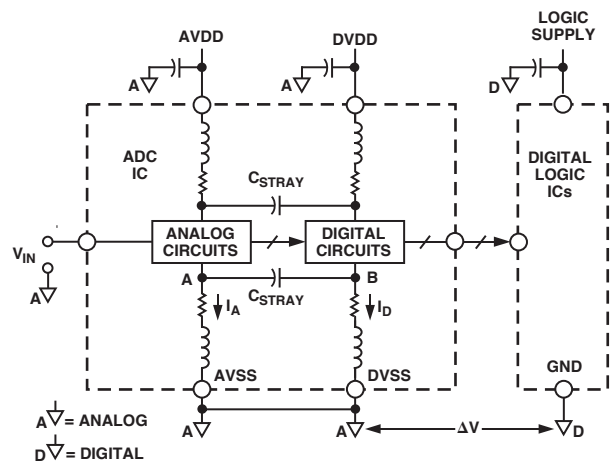 AVDD
DVDD
LOGIC
SUPPLY
A
A
D
ADC
IC
CSTRAY
DIGITAL
LOGIC
ICs
ANALOG
CIRCUITS
DIGITAL
CIRCUITS
VIN
A
A
B
CSTRAY
IA
ID
AVSS
DVSS
GND
A
A
ΔV
D
A = ANALOG
D = DIGITAL